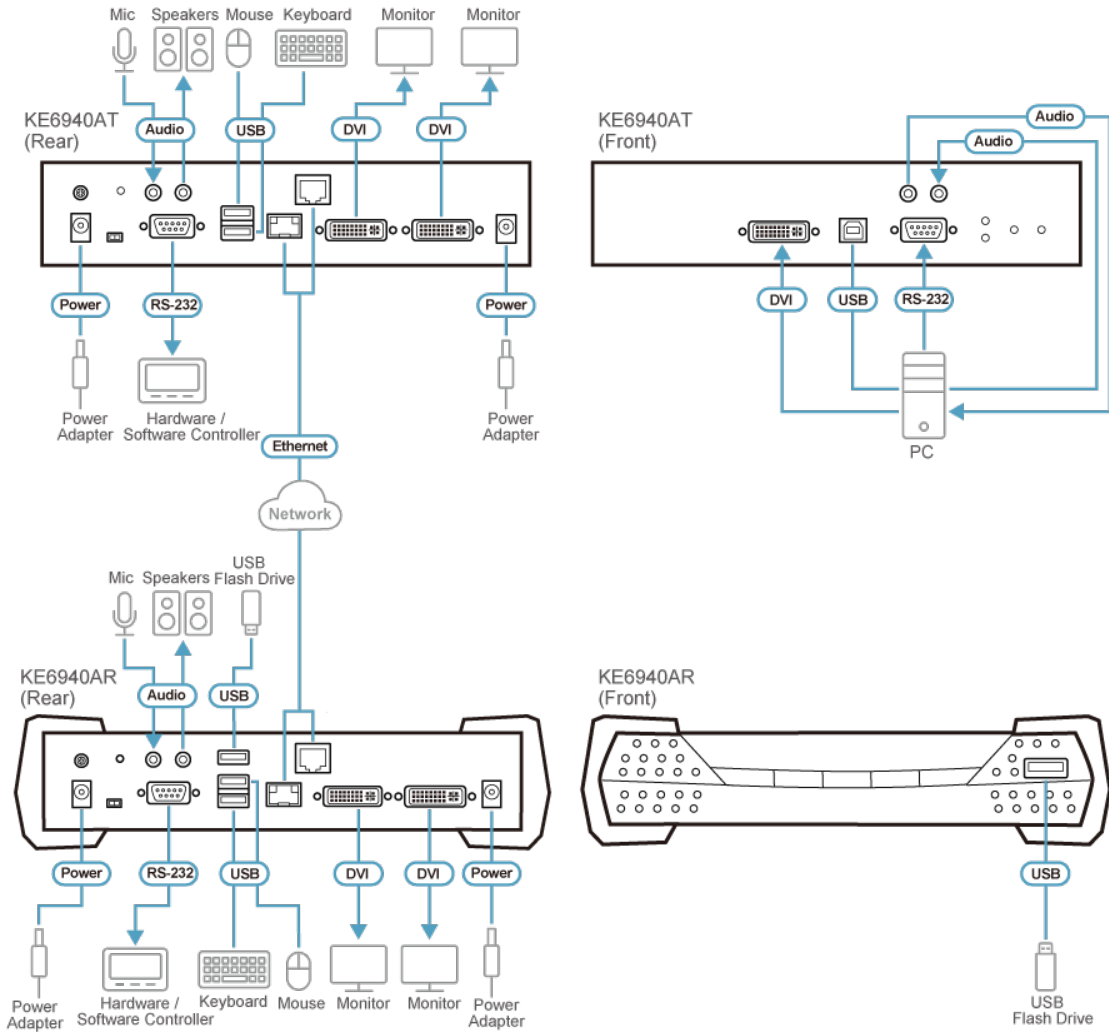 Mic Speakers Mouse Keyboard Monitor Monitor
KE6940AT
(Rear)
Audio USB DVI DVI
Power RS-232 Power
Power
Adapter
Hardware /
Software Controller
Power
Adapter
KE6940AT
(Front)
Audio
Audio
DVI USB RS-232
PC
Ethernet
Network
Mic Speakers USB
Flash Drive
KE6940AR
(Rear)
Audio USB
Power RS-232 USB DVI DVI Power
Power
Adapter
Hardware /
Software Controller
Keyboard Mouse Monitor Monitor Power
Adapter
KE6940AR
(Front)
USB
USB
Flash Drive